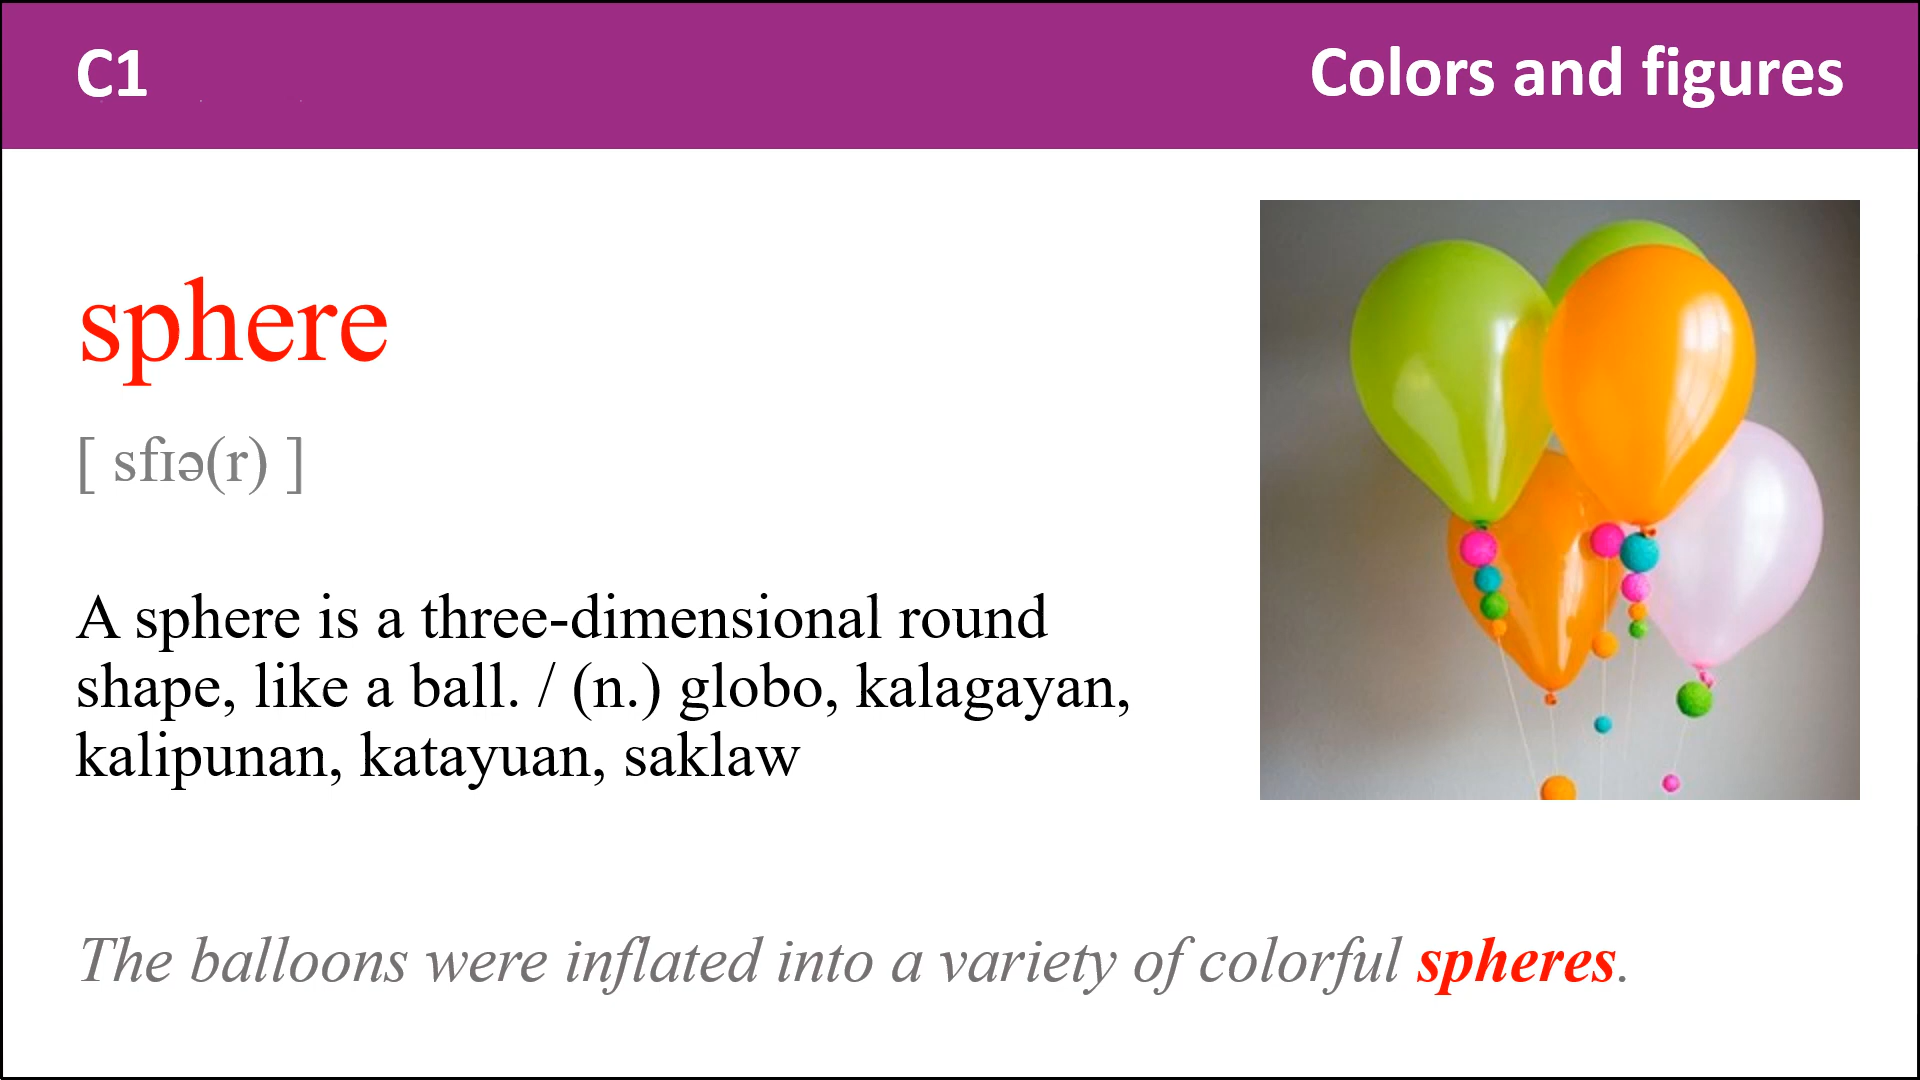 C1
Colors and figures
sphere
[ sfɪə(r) ]
A sphere is a three-dimensional round
shape, like a ball. / (n.) globo, kalagayan,
kalipunan, katayuan, saklaw
The balloons were inflated into a variety of colorful spheres.